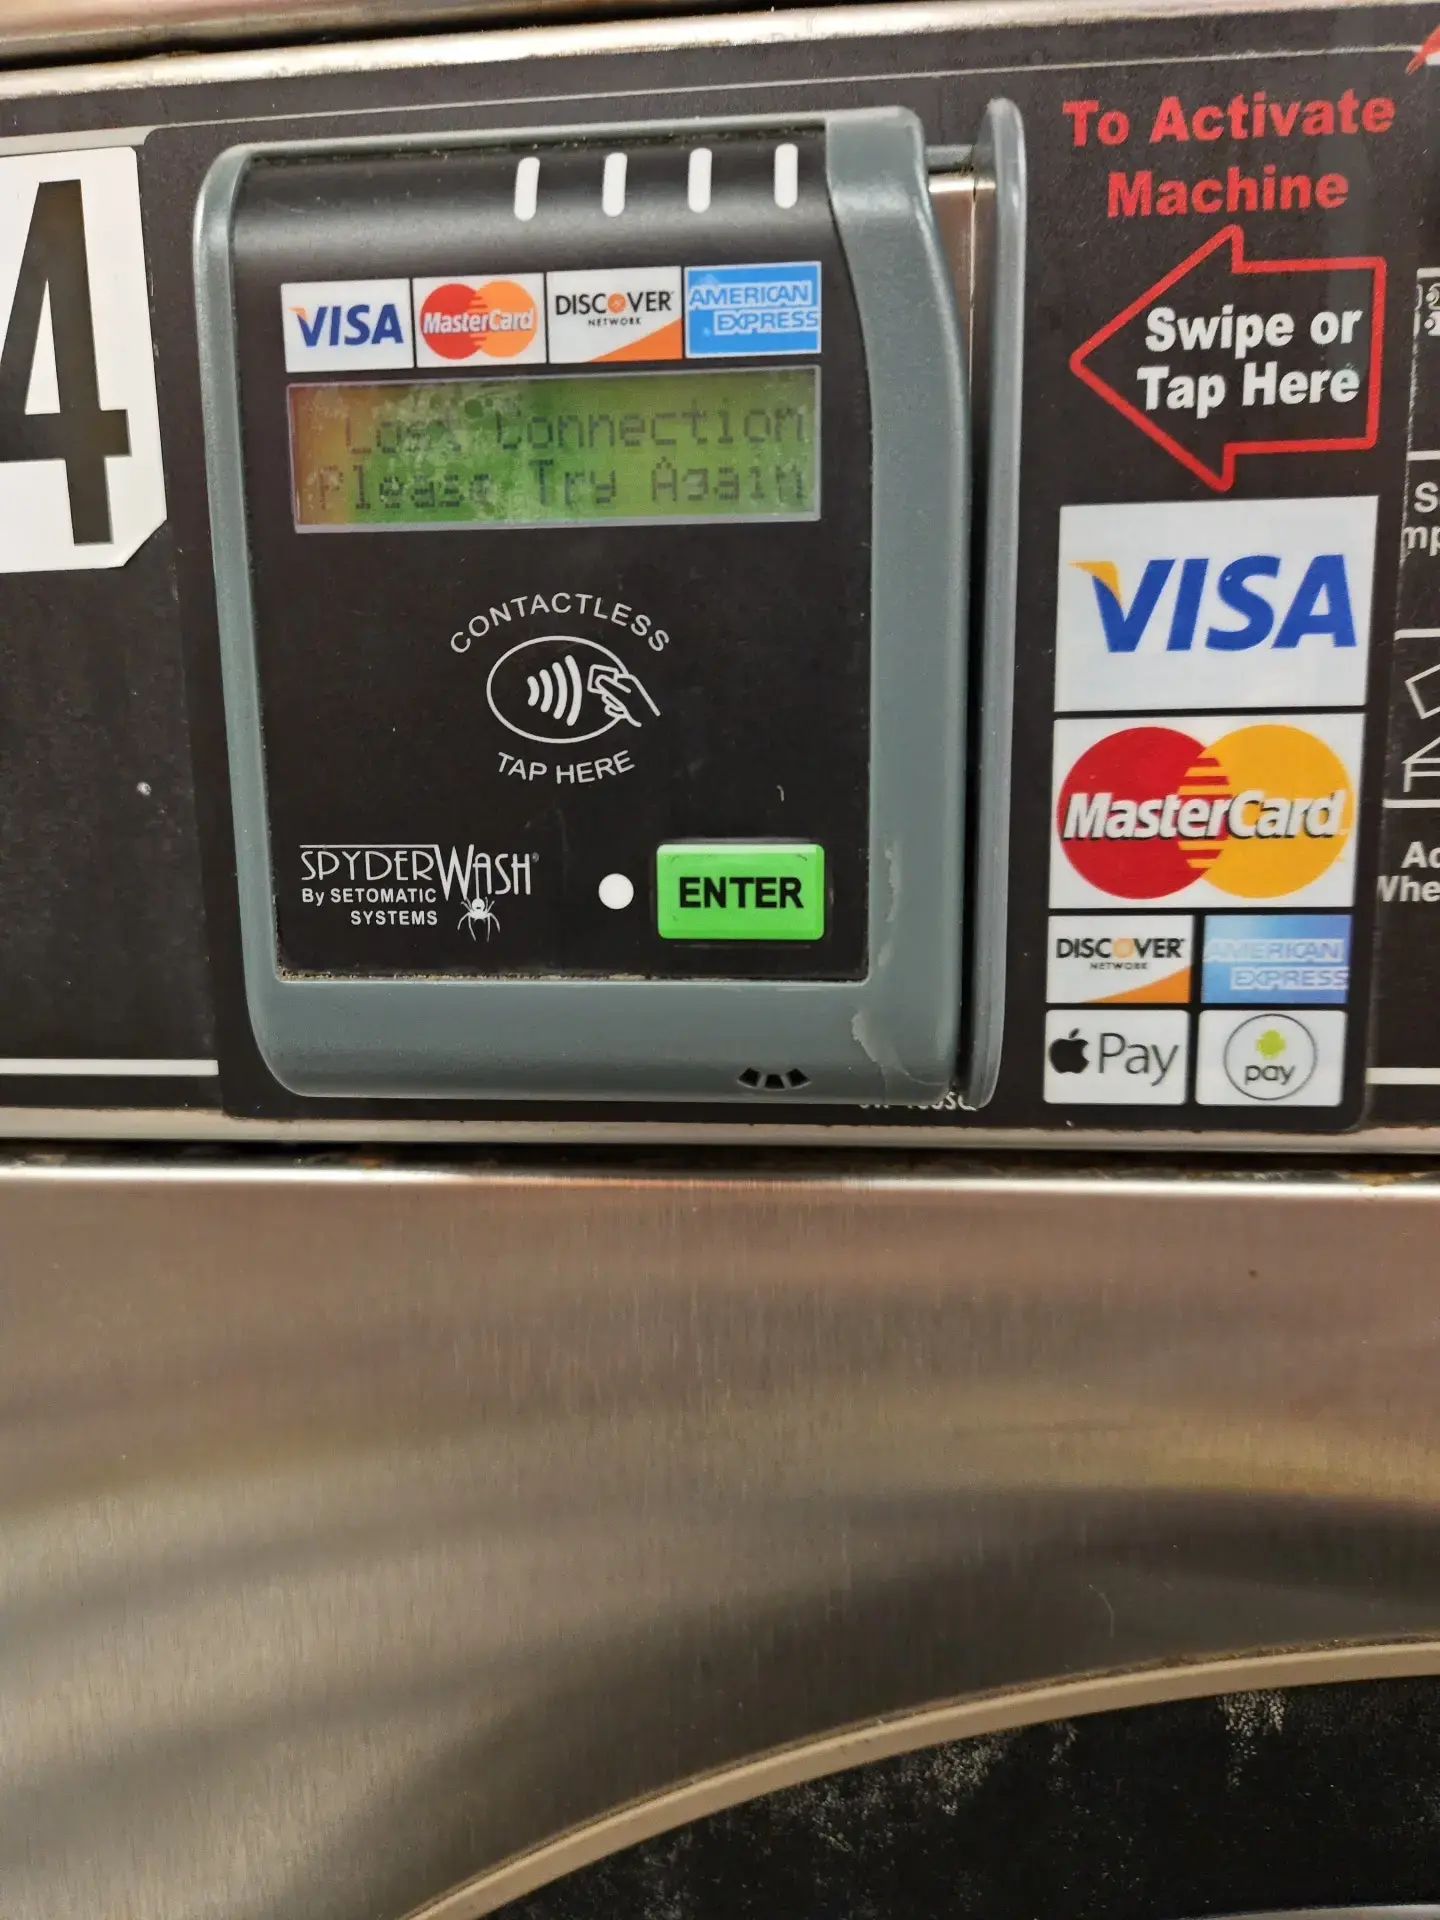 4
VISA
MasterCard
DISCOVER
NETWORK
AMERICAN
EXPRESS
Lost Connection
Please Try Again
CONTACTLESS
TAP HERE
SPYDERWASH®
By SETOMATIC
SYSTEMS
ENTER
To Activate
Machine
Swipe or
Tap Here
VISA
MasterCard
DISCOVER
NETWORK
AMERICAN
EXPRESS
Pay
pay